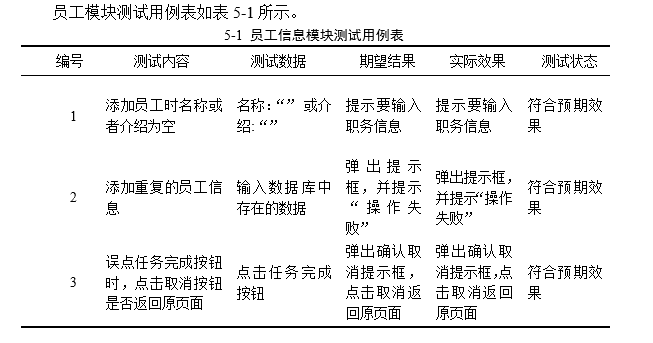 员工模块测试用例表如表 5-1 所示。
5-1 员工信息模块测试用例表
编号 测试内容 测试数据 期望结果 实际效果 测试状态
1
添加员工时名称或
者介绍为空
名称：“” 或介
绍:“”
提示要输入
职务信息
提示要输入
职务信息
符合预期效
果
2
添加重复的员工信
息
输入数据库中
存在的数据
弹出提示
框，并提示
“操作失
败”
弹出提示框，
并提示“操作
失败”
符合预期效
果
3
误点任务完成按钮
时，点击取消按钮
是否返回原页面
点击任务完成
按钮
弹出确认取
消提示框，
点击取消返
回原页面
弹出确认取
消提示框,点
击取消返回
原页面
符合预期效
果